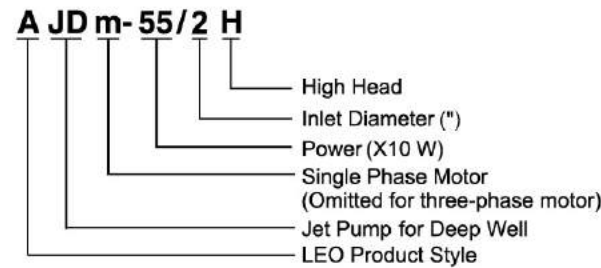 A JD m- 55 / 2 H
High Head
Inlet Diameter (")
Power (X10 W)
Single Phase Motor
(Omitted for three-phase motor)
Jet Pump for Deep Well
LEO Product Style